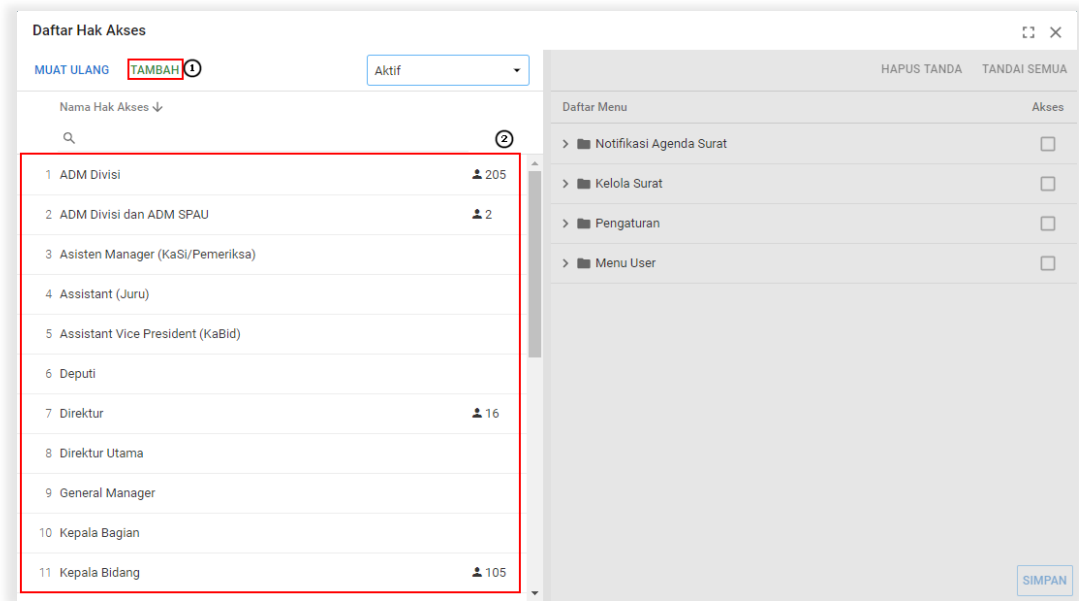 Daftar Hak Akses
MUAT ULANG TAMBAH 1 Aktif
Nama Hak Akses
2
1 ADM Divisi 205
2 ADM Divisi dan ADM SPAU 2
3 Asisten Manager (KaSi/Pemeriksa)
4 Assistant (Juru)
5 Assistant Vice President (KaBid)
6 Deputi
7 Direktur 16
8 Direktur Utama
9 General Manager
10 Kepala Bagian
11 Kepala Bidang 105
HAPUS TANDA TANDAI SEMUA
Daftar Menu Akses
Notifikasi Agenda Surat
Kelola Surat
Pengaturan
Menu User
SIMPAN